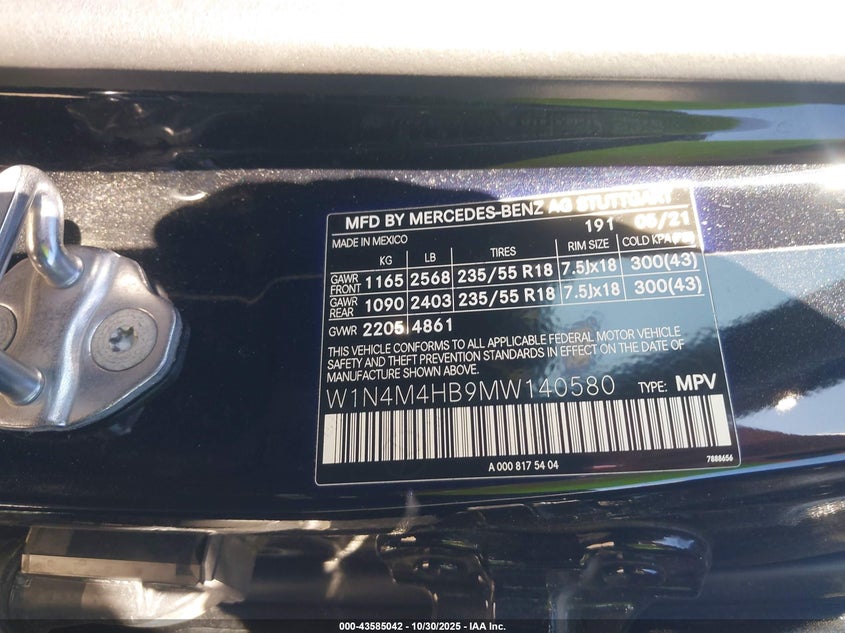 MFD BY MERCEDES-BENZ AG STUTTGART
191 05/21
MADE IN MEXICO
KG LB TIRES RIM SIZE COLD KPA/PSI
GAWR FRONT 1165 2568 235/55 R18 7.5Jx18 300(43)
GAWR REAR 1090 2403 235/55 R18 7.5Jx18 300(43)
GVWR 2205 4861
THIS VEHICLE CONFORMS TO ALL APPLICABLE FEDERAL MOTOR VEHICLE
SAFETY AND THEFT PREVENTION STANDARDS IN EFFECT ON THE DATE OF
MANUFACTURE SHOWN ABOVE.
W1N4M4HB9MW140580 TYPE: MPV
A 000 817 54 04
7888656
000-43585042 - 10/30/2025 - IAA Inc.